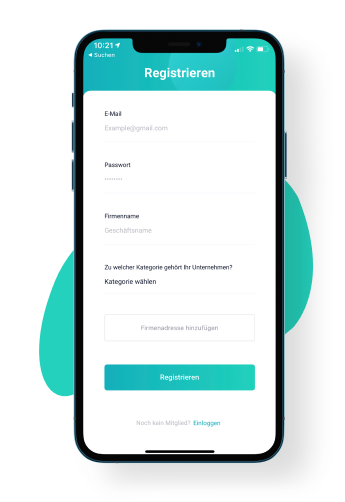 10:21
Suchen
Registrieren
E-Mail
Example@gmail.com
Passwort
********
Firmenname
Geschäftsname
Zu welcher Kategorie gehört Ihr Unternehmen?
Kategorie wählen
Firmenadresse hinzufügen
Registrieren
Noch kein Mitglied? Einloggen